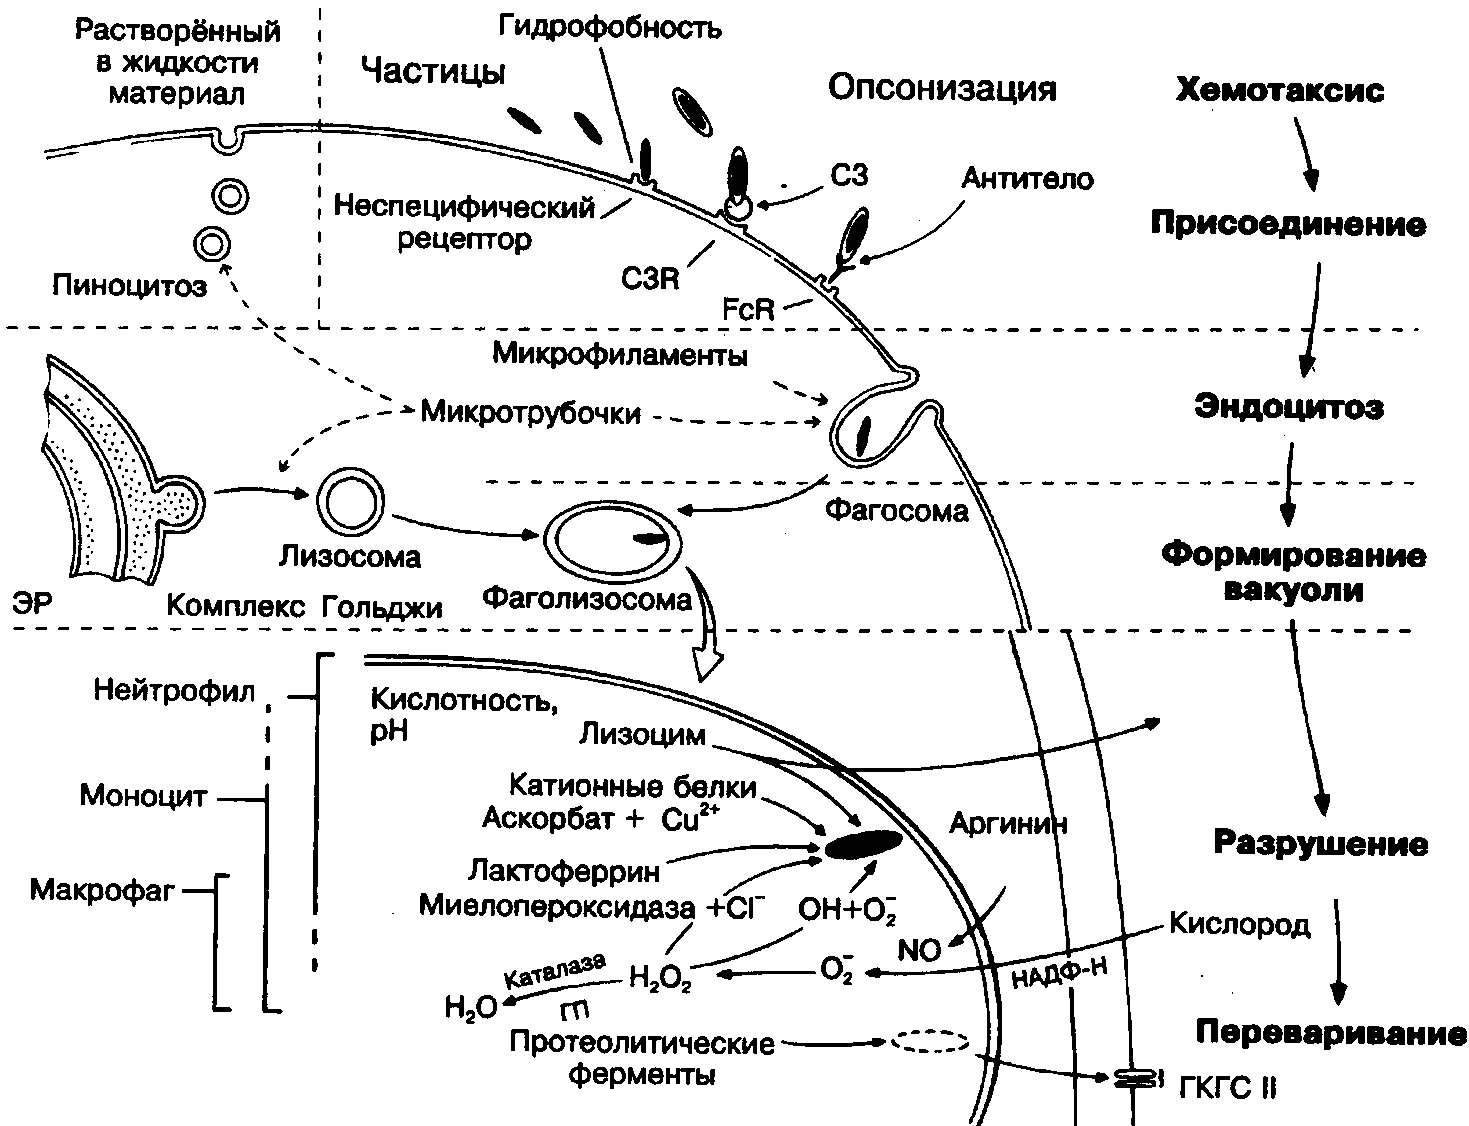 Растворённый
в жидкости
материал
Частицы
Гидрофобность
Опсонизация
Хемотаксис
С3
Антитело
Неспецифический
рецептор
Присоединение
C3R
FcR
Пиноцитоз
Микрофиламенты
Микротрубочки
Эндоцитоз
Лизосома
Фагосома
Формирование
вакуоли
ЭР
Комплекс Гольджи
Фаголизосома
Нейтрофил
Кислотность,
pH
Лизоцим
Моноцит
Катионные белки
Аскорбат + Cu²⁺
Аргинин
Разрушение
Лактоферрин
Макрофаг
Миелопероксидаза +Cl⁻
OH+O₂⁻
Кислород
NO
Каталаза
H₂O₂
O₂⁻
НАДФ-Н
H₂O
ГП
Протеолитические
ферменты
Переваривание
ГКГС II